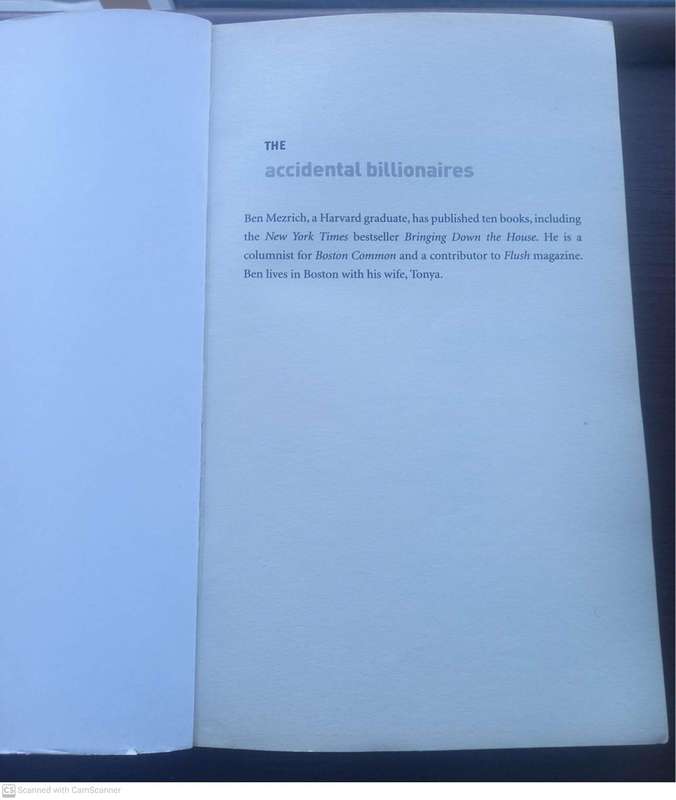 THE
accidental billionaires
Ben Mezrich, a Harvard graduate, has published ten books, including
the New York Times bestseller Bringing Down the House. He is a
columnist for Boston Common and a contributor to Flush magazine.
Ben lives in Boston with his wife, Tonya.
CS Scanned with CamScanner